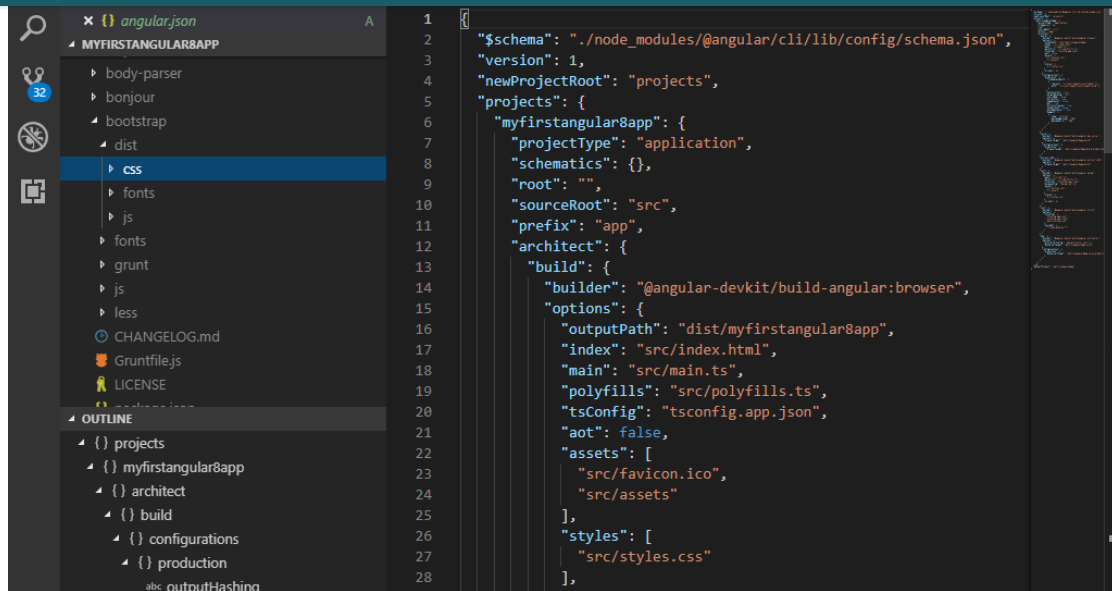 {} angular.json A
MYFIRSTANGULAR8APP
body-parser
bonjour
32
bootstrap
dist
css
fonts
js
fonts
grunt
js
less
CHANGELOG.md
Gruntfile.js
LICENSE
OUTLINE
{} projects
{} myfirstangular8app
{} architect
{} build
{} configurations
{} production
abc outputHashing
1 {
2 "$schema": "./node_modules/@angular/cli/lib/config/schema.json",
3 "version": 1,
4 "newProjectRoot": "projects",
5 "projects": {
6 "myfirstangular8app": {
7 "projectType": "application",
8 "schematics": {},
9 "root": "",
10 "sourceRoot": "src",
11 "prefix": "app",
12 "architect": {
13 "build": {
14 "builder": "@angular-devkit/build-angular:browser",
15 "options": {
16 "outputPath": "dist/myfirstangular8app",
17 "index": "src/index.html",
18 "main": "src/main.ts",
19 "polyfills": "src/polyfills.ts",
20 "tsConfig": "tsconfig.app.json",
21 "aot": false,
22 "assets": [
23 "src/favicon.ico",
24 "src/assets"
25 ],
26 "styles": [
27 "src/styles.css"
28 ],